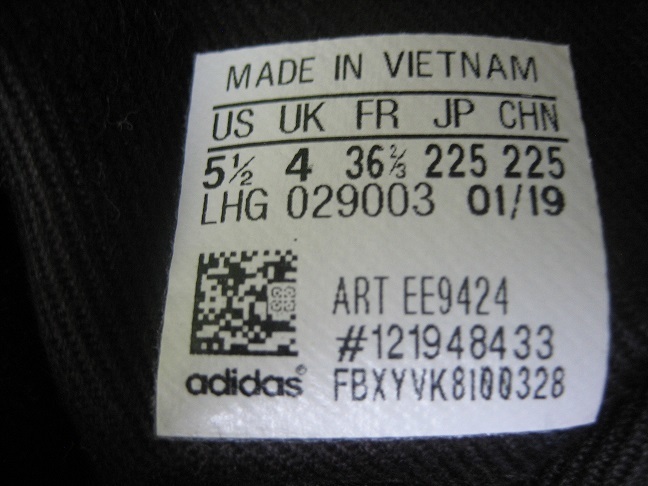 MADE IN VIETNAM
US UK FR JP CHN
5½ 4 36⅔ 225 225
LHG 029003 01/19
ART EE9424
#121948433
adidas® FBXYVK8100328